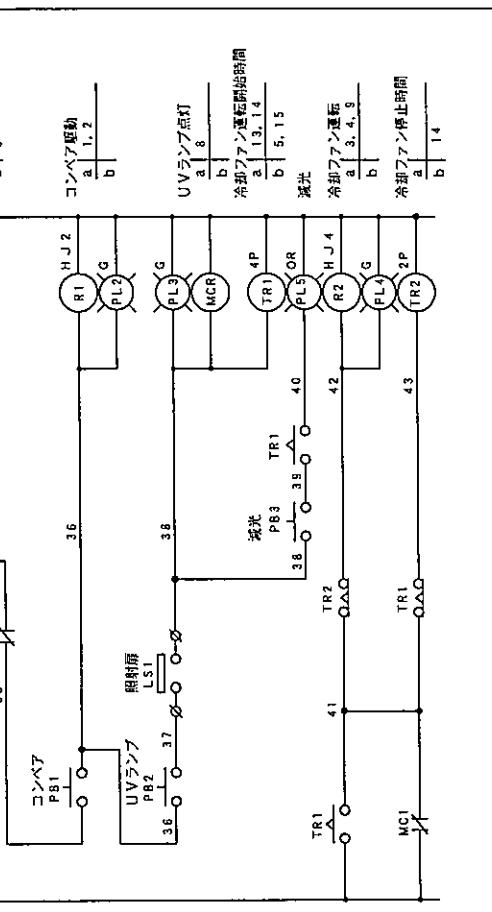 コンベア駆動
a 1, 2
b
コンベア
PB1
36
HJ2
R1
G
PL2
UVランプ
PB2
36
37
照射扉
LS1
38
G
PL3
MCR
UVランプ点灯
a 8
b
4P
TR1
冷却ファン運転開始時間
a 13, 14
b 5, 15
38
減光
PB3
39
TR1
40
OR
PL5
減光
TR1
41
TR2
42
HJ4
R2
G
PL4
冷却ファン運転
a 3, 4, 9
b
MC1
TR1
43
2P
TR2
冷却ファン停止時間
a
b 14